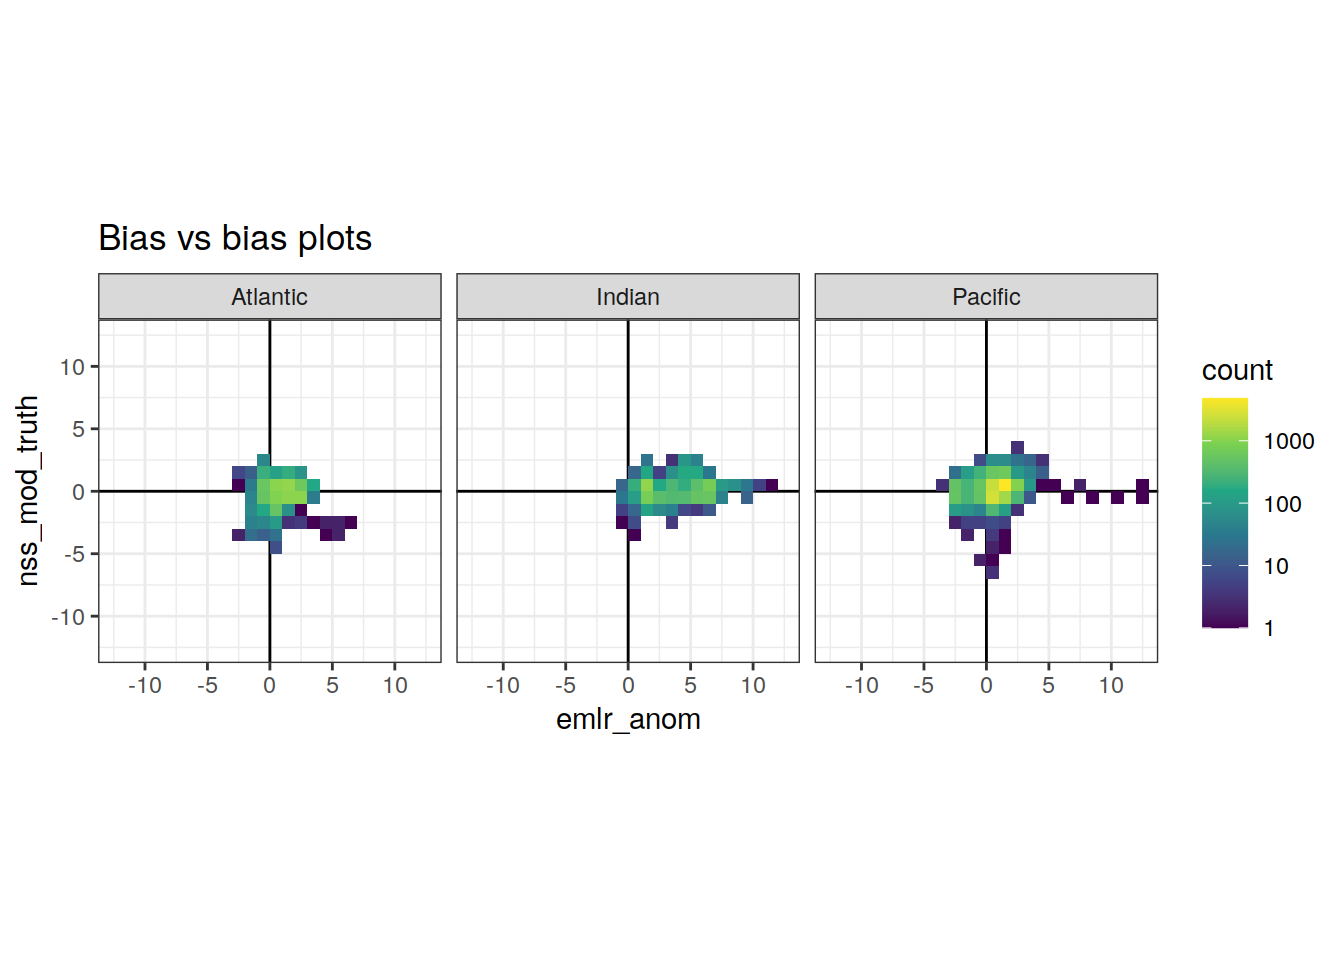 Bias vs bias plots
Atlantic
Indian
Pacific
nss_mod_truth
10
5
0
-5
-10
-10 -5 0 5 10
-10 -5 0 5 10
-10 -5 0 5 10
emlr_anom
count
1000
100
10
1